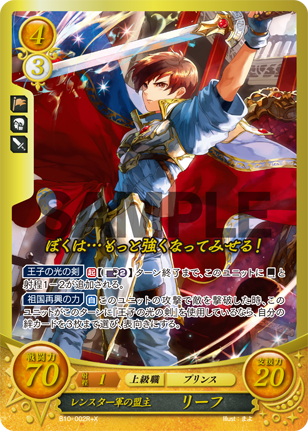 4
3
SAMPLE
ぼくは…もっと強くなってみせる！
王子の光の剣 起 ターン終了まで、このユニットに と
射程1－2が追加される。
祖国再興の力 自 このユニットの攻撃で敵を撃破した時、このユ
ニットがこのターンに『王子の光の剣』を使用しているなら、自分の
絆カードを3枚まで選び、表向きにする。
戦闘力
70
1
上級職
プリンス
支援力
20
レンスター軍の盟主 リーフ
B10-002R+X
Illust：まよ